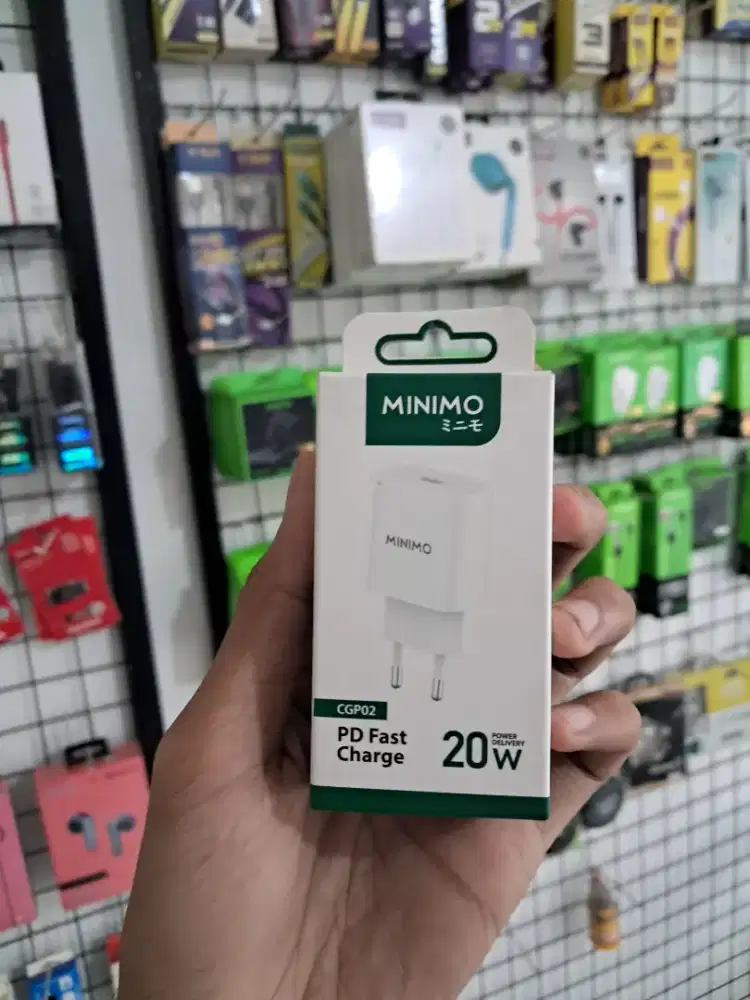 MINIMO
ミニモ
MINIMO
CGP02
PD Fast
Charge
20W
POWER
DELIVERY